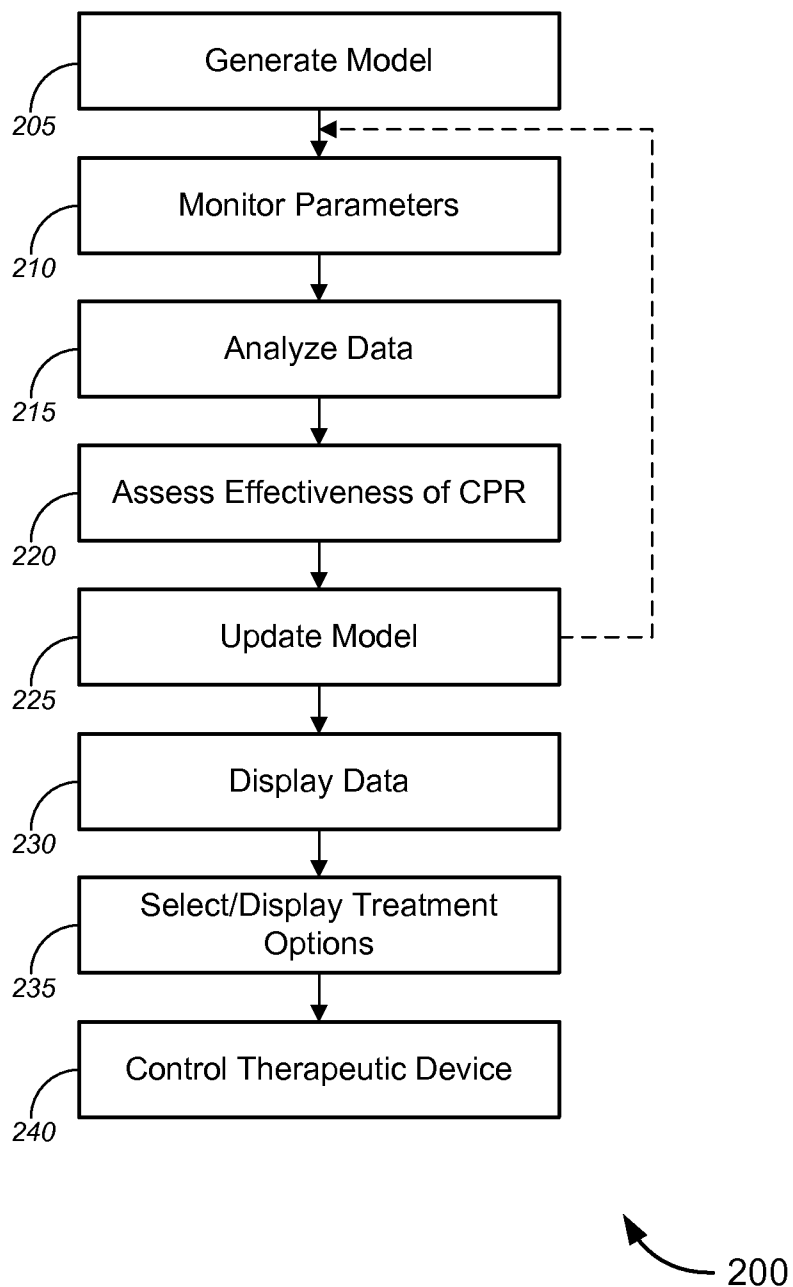 Generate Model
205
Monitor Parameters
210
Analyze Data
215
Assess Effectiveness of CPR
220
Update Model
225
Display Data
230
Select/Display Treatment
Options
235
Control Therapeutic Device
240
200